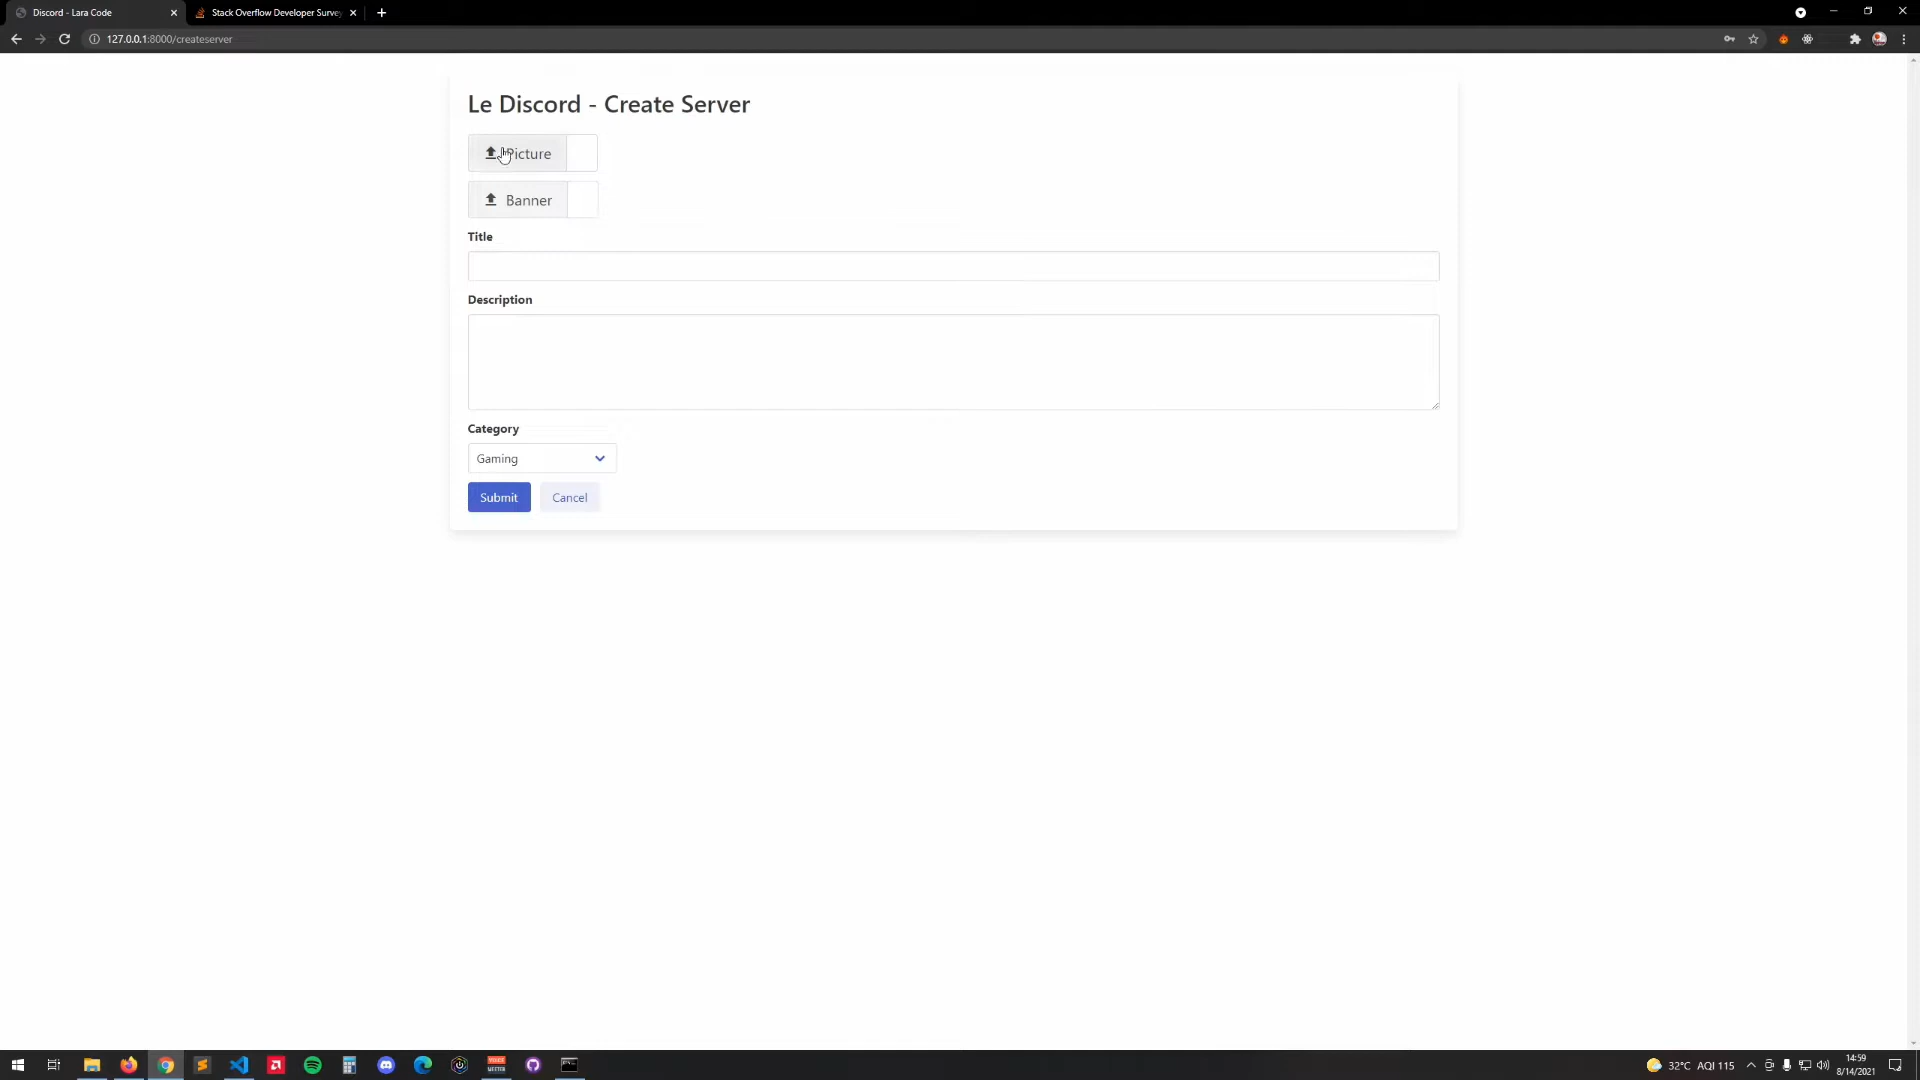 Discord - Lara Code
Stack Overflow Developer Surve
127.0.0.1:8000/createserver
Le Discord - Create Server
Picture
Banner
Title
Description
Category
Gaming
Submit Cancel
32°C AQI 115
14:59
8/14/2021